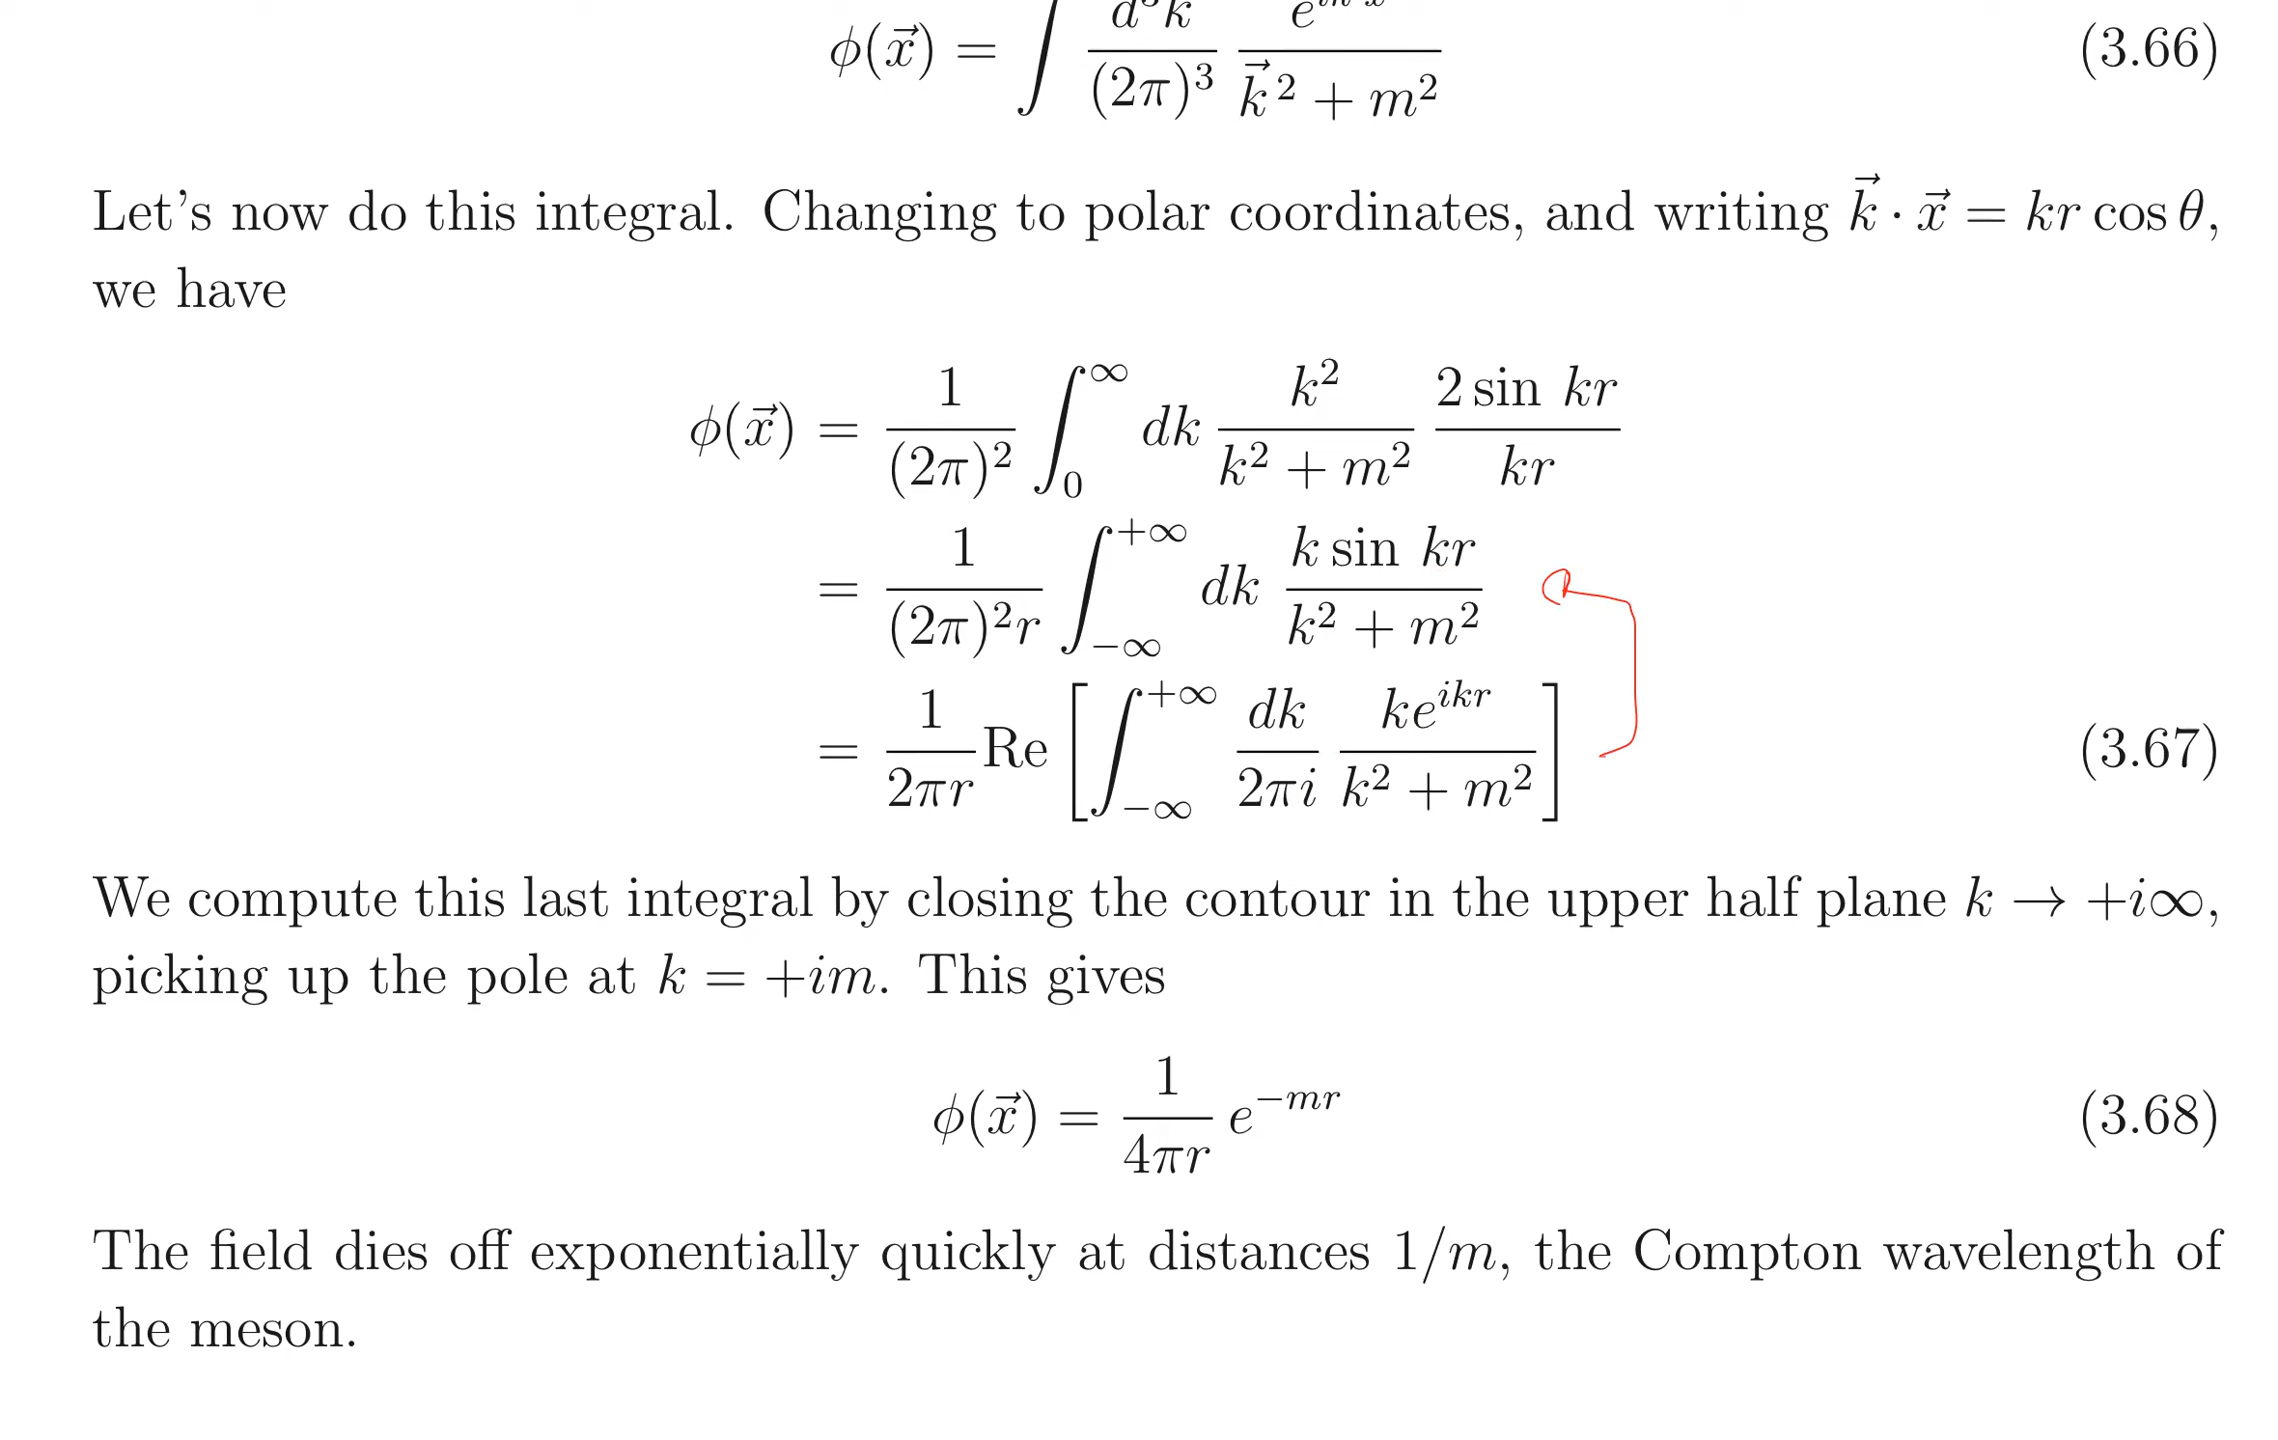 ϕ(x⃗) = ∫ d³k/(2π)³ e^{ik⃗·x⃗}/(k⃗² + m²) (3.66)
Let's now do this integral. Changing to polar coordinates, and writing k⃗ · x⃗ = kr cos θ,
we have
ϕ(x⃗) = 1/(2π)² ∫_0^∞ dk k²/(k² + m²) 2 sin kr/kr
= 1/((2π)²r) ∫_{−∞}^{+∞} dk k sin kr/(k² + m²)
= 1/(2πr) Re [∫_{−∞}^{+∞} dk/(2πi) ke^{ikr}/(k² + m²)] (3.67)
We compute this last integral by closing the contour in the upper half plane k → +i∞,
picking up the pole at k = +im. This gives
ϕ(x⃗) = 1/(4πr) e^{−mr} (3.68)
The field dies off exponentially quickly at distances 1/m, the Compton wavelength of
the meson.